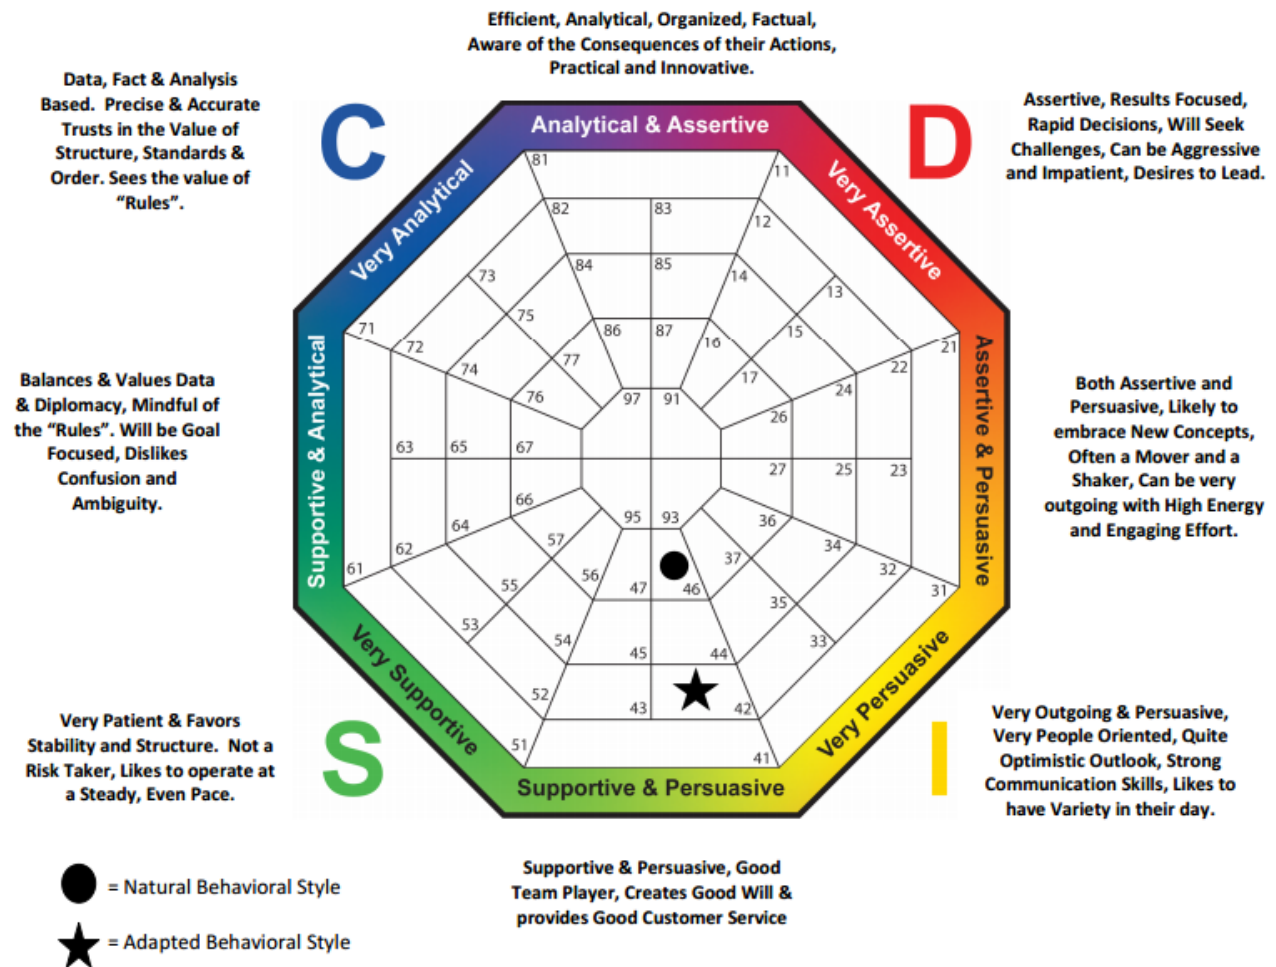 Efficient, Analytical, Organized, Factual,
Aware of the Consequences of their Actions,
Practical and Innovative.
Data, Fact & Analysis
Based.  Precise & Accurate
Trusts in the Value of
Structure, Standards &
Order. Sees the value of
“Rules”.
C
D
Assertive, Results Focused,
Rapid Decisions, Will Seek
Challenges, Can be Aggressive
and Impatient, Desires to Lead.
Analytical & Assertive
Very Analytical
Very Assertive
81
11
82
83
12
84
85
14
73
13
75
15
86
87
16
71
72
77
17
22
21
74
76
24
97
91
26
Supportive & Analytical
Assertive & Persuasive
Balances & Values Data
& Diplomacy, Mindful of
the “Rules”. Will be Goal
Focused, Dislikes
Confusion and
Ambiguity.
Both Assertive and
Persuasive, Likely to
embrace New Concepts,
Often a Mover and a
Shaker, Can be very
outgoing with High Energy
and Engaging Effort.
63
65
67
27
25
23
66
64
95
93
36
62
57
37
34
61
56
47
46
32
31
55
35
53
33
54
45
44
52
43
42
51
41
Very Supportive
Very Persuasive
Supportive & Persuasive
S
I
Very Patient & Favors
Stability and Structure.  Not a
Risk Taker, Likes to operate at
a Steady, Even Pace.
Very Outgoing & Persuasive,
Very People Oriented, Quite
Optimistic Outlook, Strong
Communication Skills, Likes to
have Variety in their day.
Supportive & Persuasive, Good
Team Player, Creates Good Will &
provides Good Customer Service
= Natural Behavioral Style
= Adapted Behavioral Style